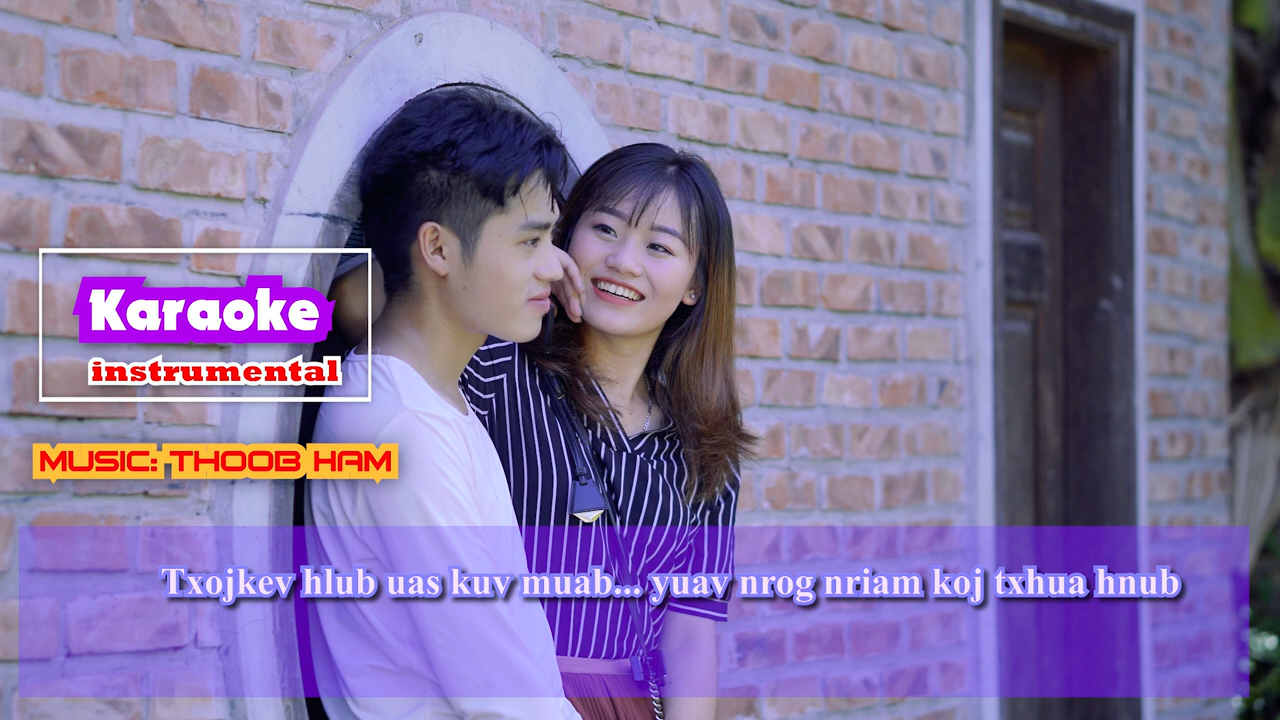 Karaoke
instrumental
MUSIC: THOOB HAM
Txojkev hlub uas kuv muab... yuav nrog nriam koj txhua hnub